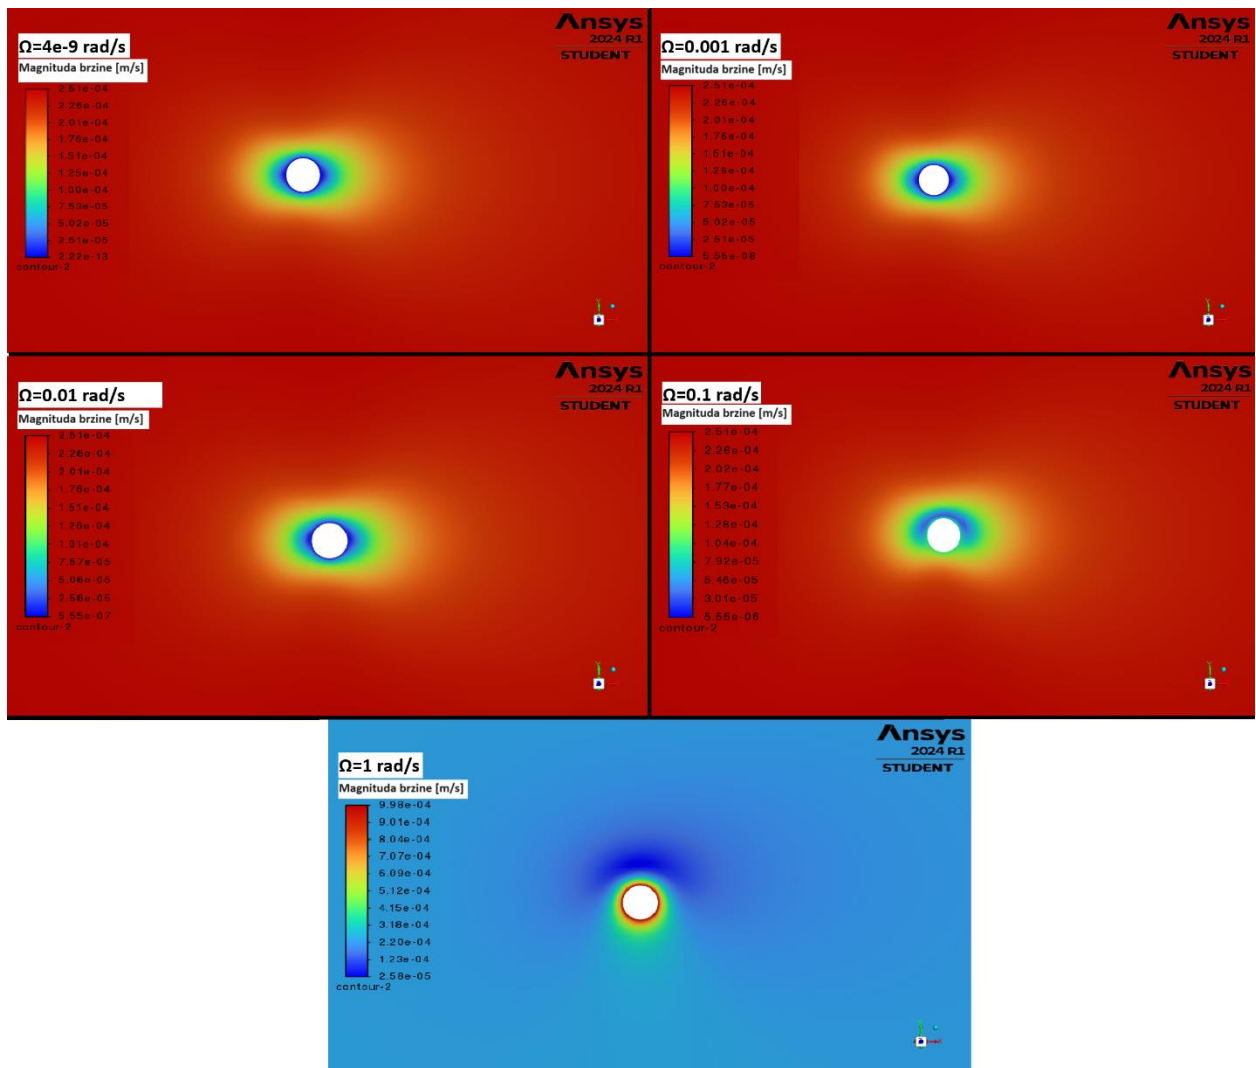 Ansys
2024 R1
STUDENT
Ω=4e-9 rad/s
Magnituda brzine [m/s]
2.51e-04
2.26e-04
2.01e-04
1.76e-04
1.51e-04
1.25e-04
1.00e-04
7.53e-05
5.02e-05
2.51e-05
2.22e-13
contour-2
Ansys
2024 R1
STUDENT
Ω=0.001 rad/s
Magnituda brzine [m/s]
2.51e-04
2.26e-04
2.01e-04
1.76e-04
1.51e-04
1.26e-04
1.00e-04
7.53e-05
5.02e-05
2.51e-05
5.55e-08
contour-2
Ansys
2024 R1
STUDENT
Ω=0.01 rad/s
Magnituda brzine [m/s]
2.51e-04
2.26e-04
2.01e-04
1.76e-04
1.51e-04
1.26e-04
1.01e-04
7.57e-05
5.06e-05
2.56e-05
5.55e-07
contour-2
Ansys
2024 R1
STUDENT
Ω=0.1 rad/s
Magnituda brzine [m/s]
2.51e-04
2.26e-04
2.02e-04
1.77e-04
1.53e-04
1.28e-04
1.04e-04
7.92e-05
5.46e-05
3.01e-05
5.55e-06
contour-2
Ansys
2024 R1
STUDENT
Ω=1 rad/s
Magnituda brzine [m/s]
9.98e-04
9.01e-04
8.04e-04
7.07e-04
6.09e-04
5.12e-04
4.15e-04
3.18e-04
2.20e-04
1.23e-04
2.58e-05
contour-2